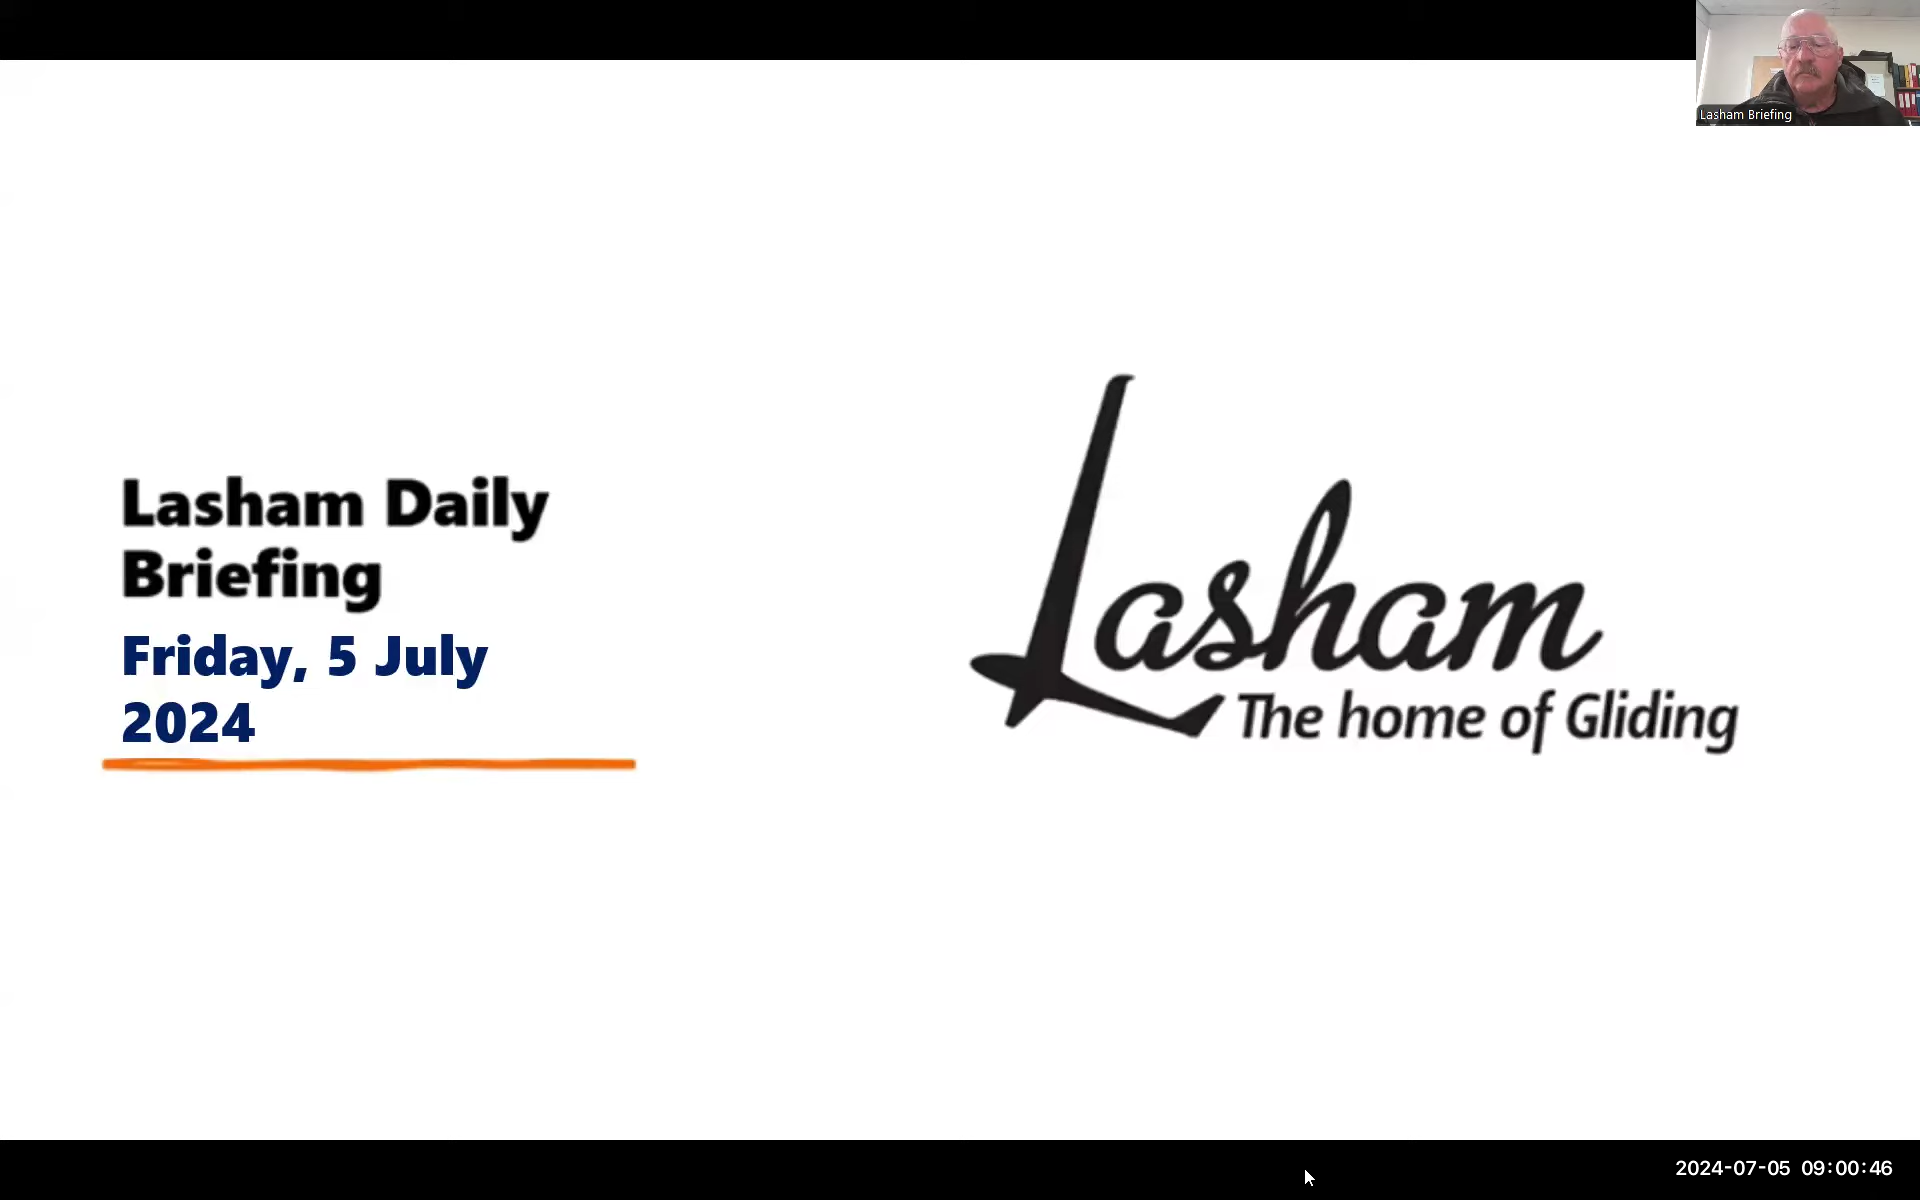 Lasham Briefing
Lasham Daily
Briefing
Friday, 5 July
2024
Lasham
The home of Gliding
2024-07-05 09:00:46